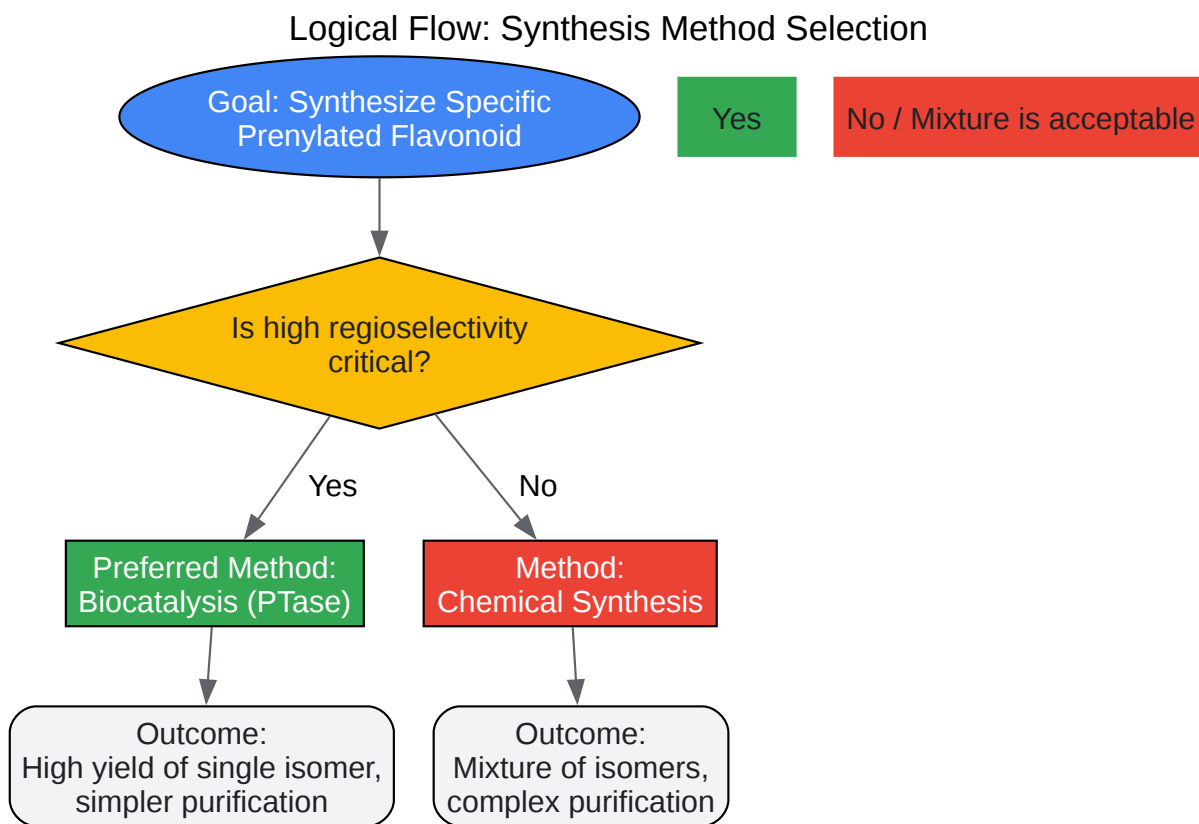 Logical Flow: Synthesis Method Selection
Goal: Synthesize Specific
Prenylated Flavonoid
Yes
No / Mixture is acceptable
Is high regioselectivity
critical?
Yes
No
Preferred Method:
Biocatalysis (PTase)
Method:
Chemical Synthesis
Outcome:
High yield of single isomer,
simpler purification
Outcome:
Mixture of isomers,
complex purification